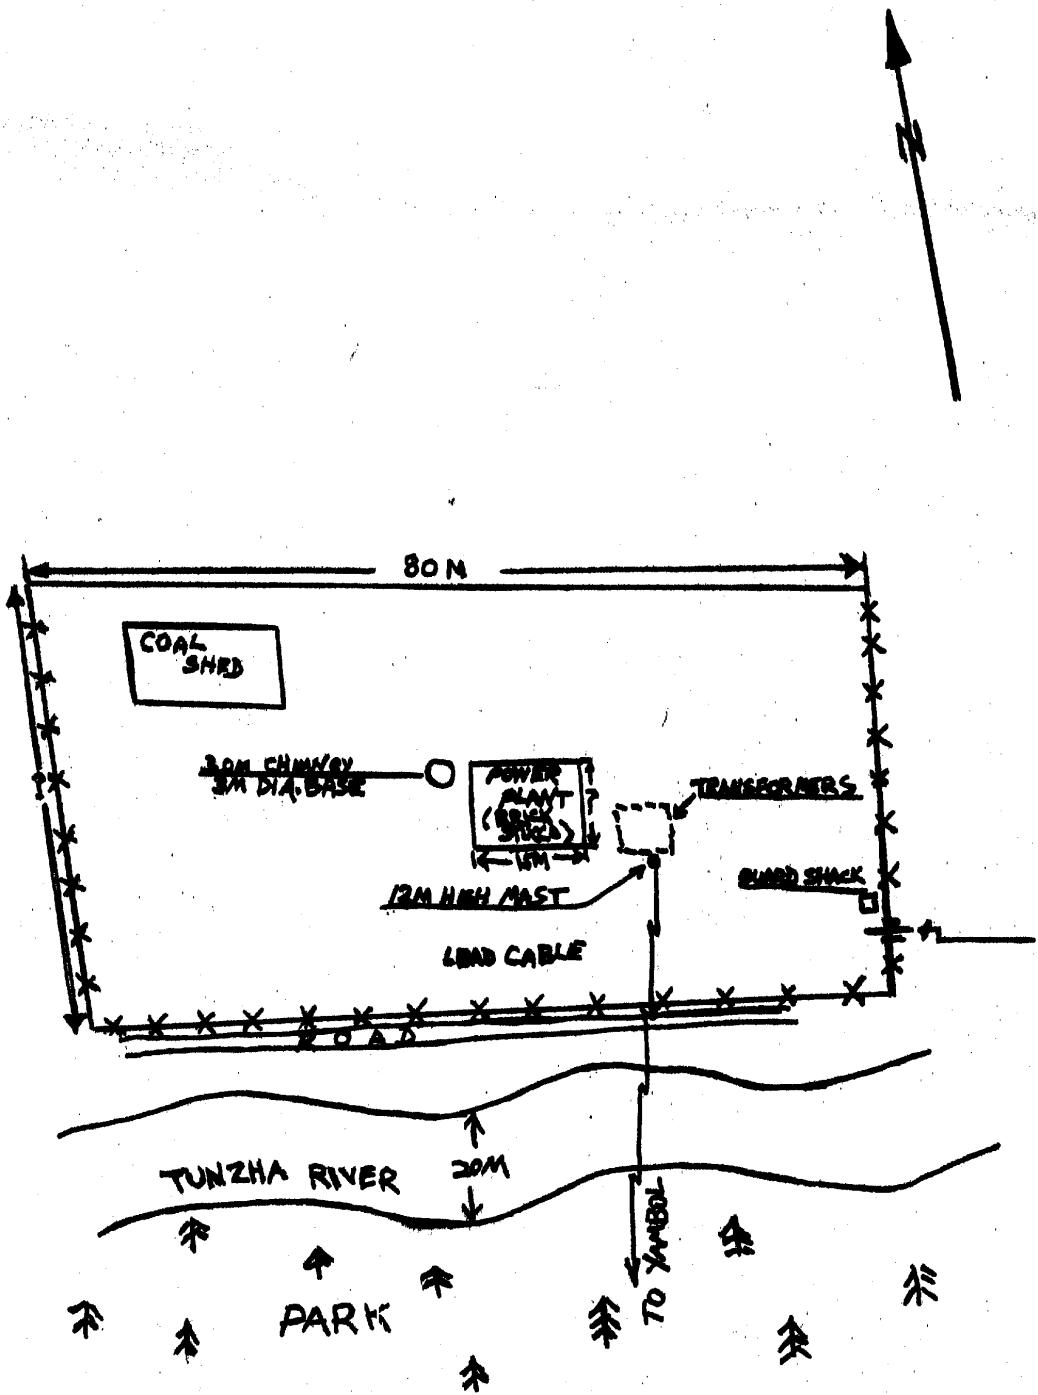 N
80 M
COAL
SHED
?
30M CHIMNEY
3M DIA. BASE
POWER
PLANT
(BRICK
STUCCO)
?
15M
TRANSFORMERS
GUARD SHACK
12M HIGH MAST
LEAD CABLE
ROAD
TUNZHA RIVER
20M
TO YAMBOL
PARK